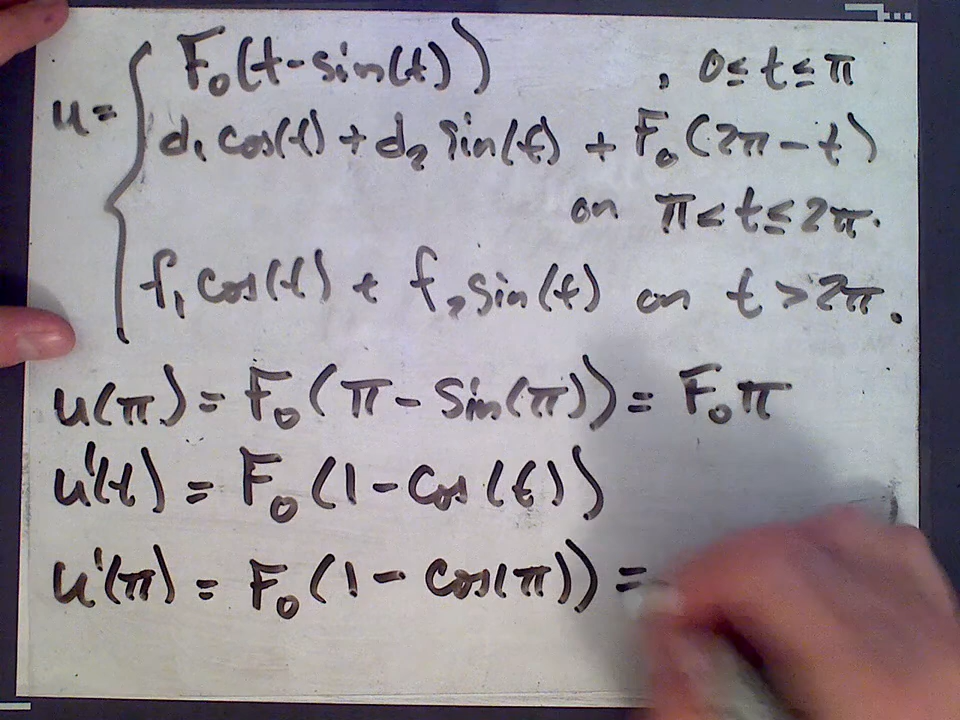 u = { F₀(t - sin(t)) , 0 ≤ t ≤ π
d₁ cos(t) + d₂ sin(t) + F₀(2π - t)
on π < t ≤ 2π.
f₁ cos(t) + f₂ sin(t) on t > 2π.
u(π) = F₀(π - sin(π)) = F₀π
u'(t) = F₀(1 - cos(t))
u'(π) = F₀(1 - cos(π)) =